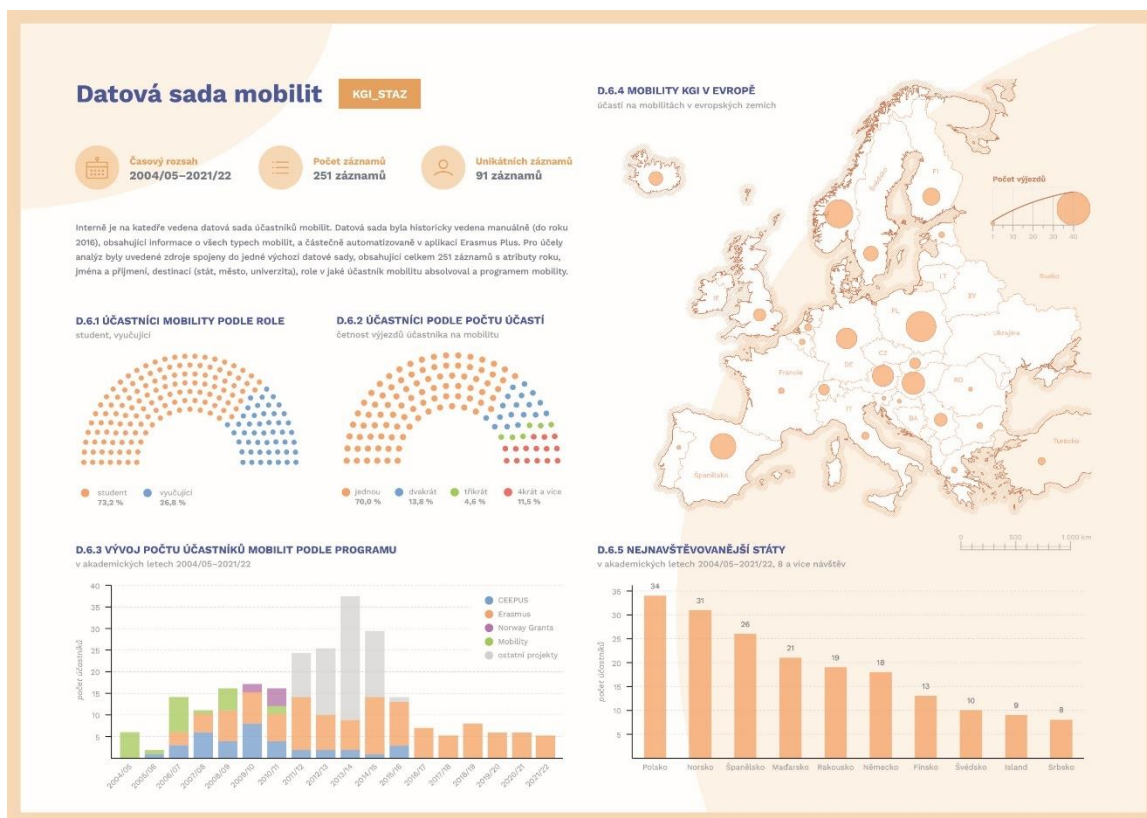 Datová sada mobilit
KGI_STAZ
Časový rozsah
2004/05–2021/22
Počet záznamů
251 záznamů
Unikátních záznamů
91 záznamů
Interně je na katedře vedena datová sada účastníků mobilit. Datová sada byla historicky vedena manuálně (do roku
2016), obsahující informace o všech typech mobilit, a částečně automatizovaně v aplikaci Erasmus Plus. Pro účely
analýz byly uvedené zdroje spojeny do jedné výchozí datové sady, obsahující celkem 251 záznamů s atributy roku,
jména a příjmení, destinací (stát, město, univerzita), role v jaké účastník mobilitu absolvoval a programem mobility.
D.6.1 ÚČASTNÍCI MOBILITY PODLE ROLE
student, vyučující
student
73,2 %
vyučující
26,8 %
D.6.2 ÚČASTNÍCI PODLE POČTU ÚČASTÍ
četnost výjezdů účastníka na mobilitu
jednou
70,0 %
dvakrát
13,8 %
třikrát
4,6 %
4krát a více
11,5 %
D.6.3 VÝVOJ POČTU ÚČASTNÍKŮ MOBILIT PODLE PROGRAMU
v akademických letech 2004/05–2021/22
počet účastníků
40
35
30
25
20
15
10
5
CEEPUS
Erasmus
Norway Grants
Mobility
ostatní projekty
2004/05
2005/06
2006/07
2007/08
2008/09
2009/10
2010/11
2011/12
2012/13
2013/14
2014/15
2015/16
2016/17
2017/18
2018/19
2019/20
2020/21
2021/22
D.6.4 MOBILITY KGI V EVROPĚ
účastí na mobilitách v evropských zemích
Počet výjezdů
1 10 20 30 40
FI
Švédsko
Rusko
LT
BY
IE
PL
Ukrajina
DE
CZ
Francie
RO
IT
BA
Španělsko
Turecko
0 500 1 000 km
D.6.5 NEJNAVŠTĚVOVANĚJŠÍ STÁTY
v akademických letech 2004/05–2021/22, 8 a více návštěv
počet účastníků
35
30
25
20
15
10
5
34 31 26 21 19 18 13 10 9 8
Polsko Norsko Španělsko Maďarsko Rakousko Německo Finsko Švédsko Island Srbsko